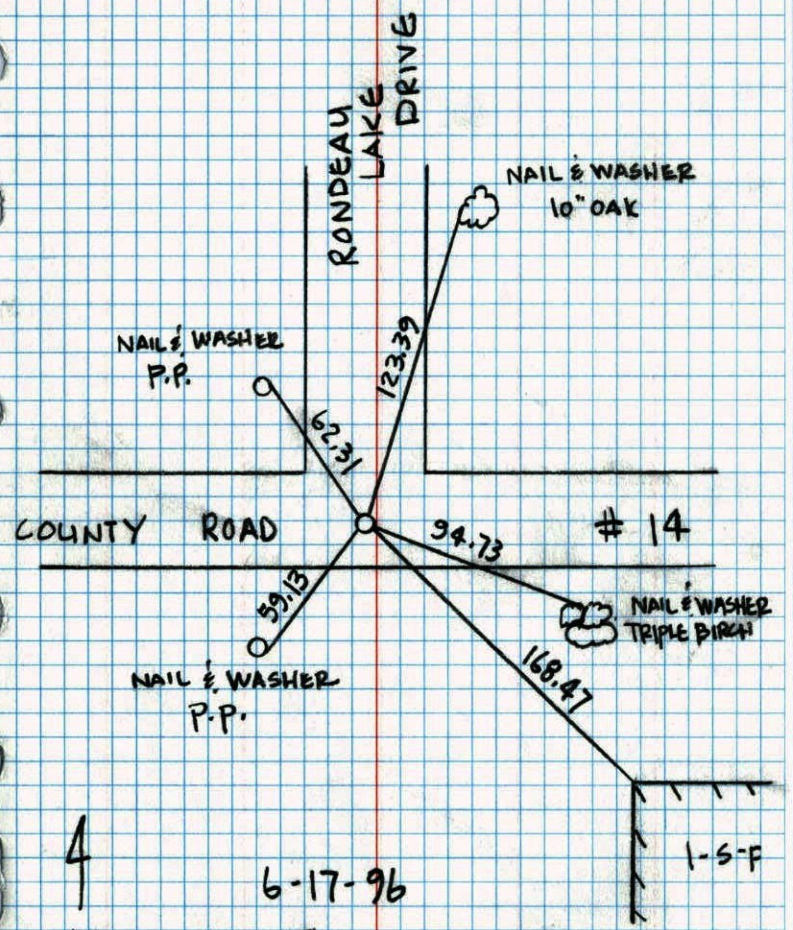 RONDEAU
LAKE
DRIVE
NAIL & WASHER
10" OAK
NAIL & WASHER
P.P.
123.39
62.31
COUNTY ROAD # 14
94.73
59.13
NAIL & WASHER
TRIPLE BIRCH
168.47
NAIL & WASHER
P.P.
1-S-F
6-17-96